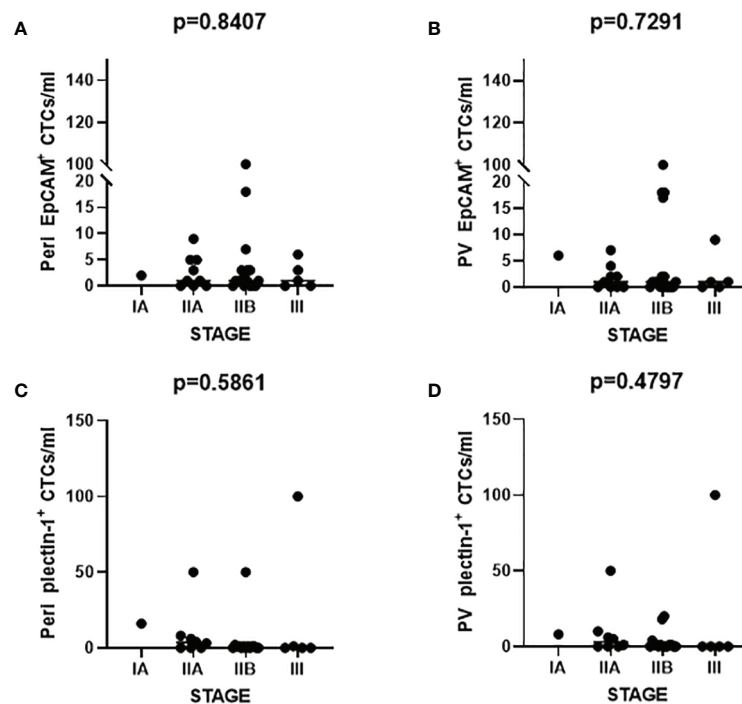 A
p=0.8407
Peri EpCAM+ CTCs/ml
140
120
100
20
15
10
5
0
IA IIA IIB III
STAGE
B
p=0.7291
PV EpCAM+ CTCs/ml
140
120
100
20
15
10
5
0
IA IIA IIB III
STAGE
C
p=0.5861
Peri plectin-1+ CTCs/ml
150
100
50
0
IA IIA IIB III
STAGE
D
p=0.4797
PV plectin-1+ CTCs/ml
150
100
50
0
IA IIA IIB III
STAGE